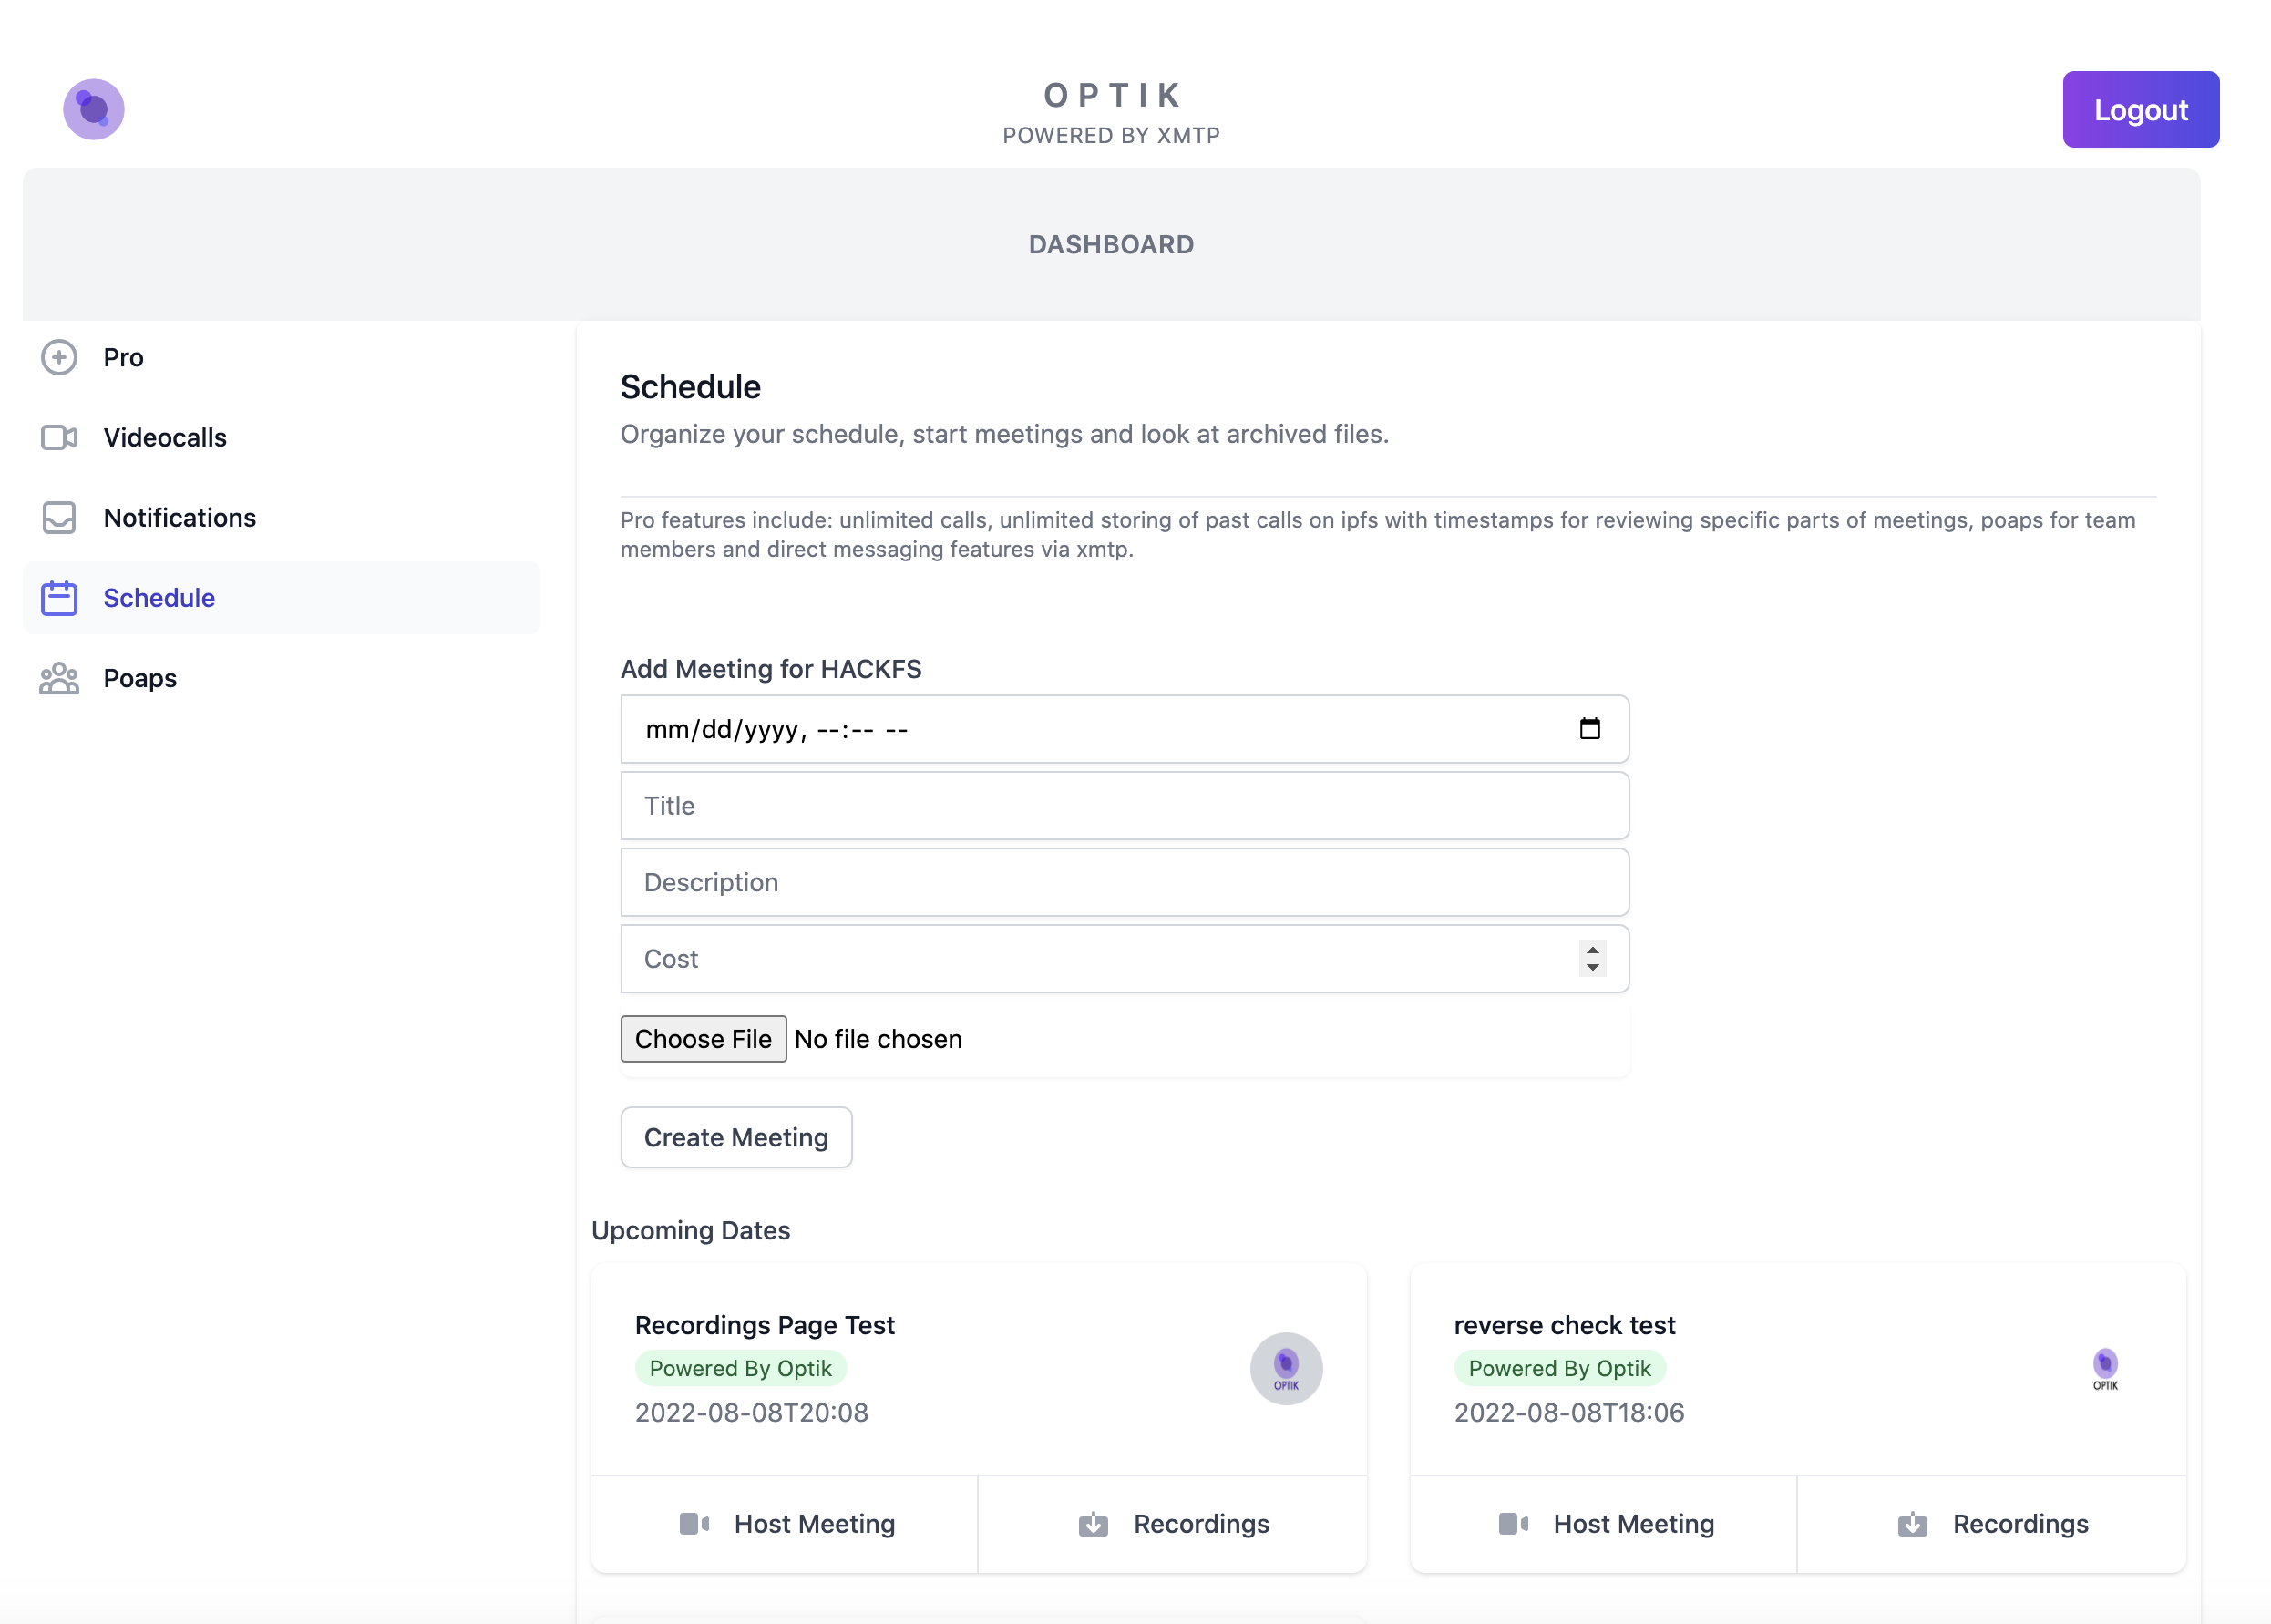 OPTIK
POWERED BY XMTP
Logout
DASHBOARD
Pro
Videocalls
Notifications
Schedule
Poaps
Schedule
Organize your schedule, start meetings and look at archived files.
Pro features include: unlimited calls, unlimited storing of past calls on ipfs with timestamps for reviewing specific parts of meetings, poaps for team
members and direct messaging features via xmtp.
Add Meeting for HACKFS
mm/dd/yyyy, --:-- --
Title
Description
Cost
Choose File No file chosen
Create Meeting
Upcoming Dates
Recordings Page Test
Powered By Optik
2022-08-08T20:08
OPTIK
Host Meeting
Recordings
reverse check test
Powered By Optik
2022-08-08T18:06
OPTIK
Host Meeting
Recordings